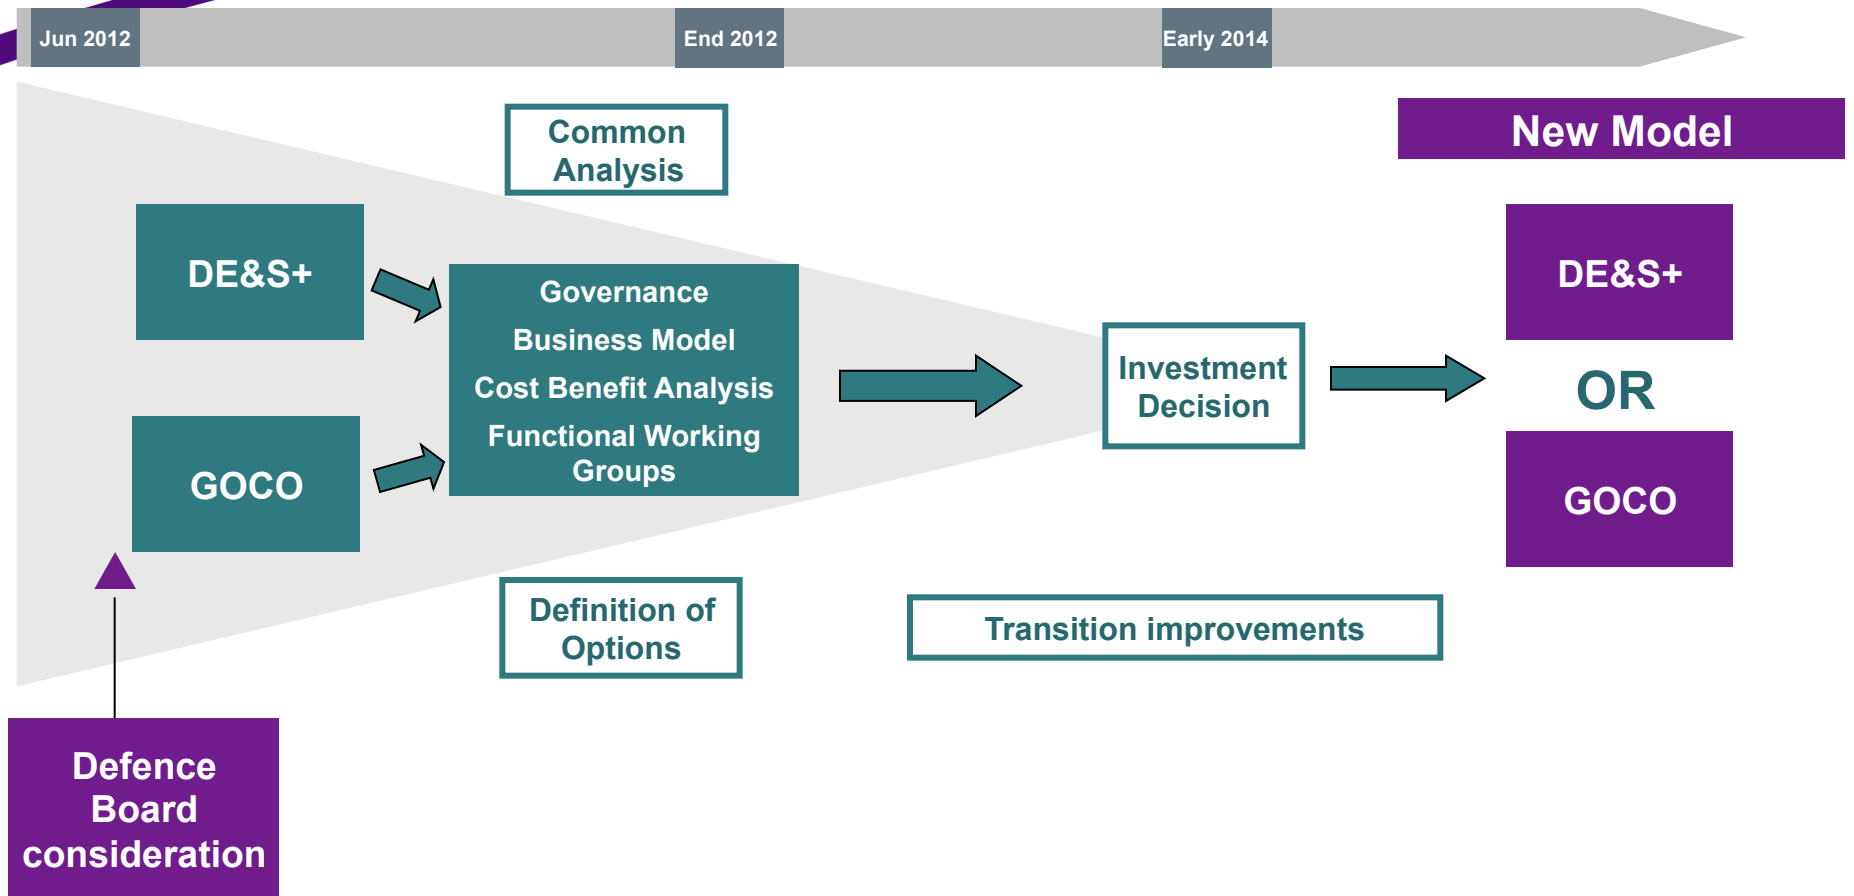 Jun 2012
End 2012
Early 2014
Common
Analysis
New Model
DE&S+
GOCO
Governance
Business Model
Cost Benefit Analysis
Functional Working
Groups
Investment
Decision
DE&S+
OR
GOCO
Definition of
Options
Transition improvements
Defence
Board
consideration